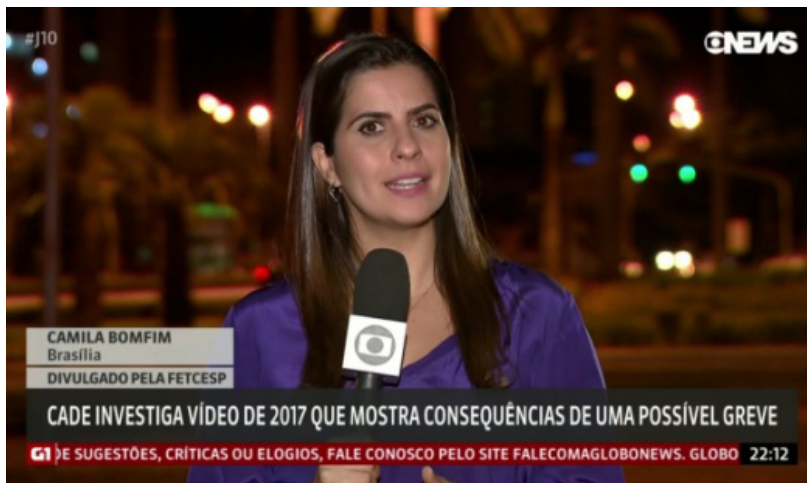 #J10
GNEWS
CAMILA BOMFIM
Brasília
DIVULGADO PELA FETCESP
CADE INVESTIGA VÍDEO DE 2017 QUE MOSTRA CONSEQUÊNCIAS DE UMA POSSÍVEL GREVE
G1 DE SUGESTÕES, CRÍTICAS OU ELOGIOS, FALE CONOSCO PELO SITE FALECOMAGLOBONEWS. GLOBO 22:12